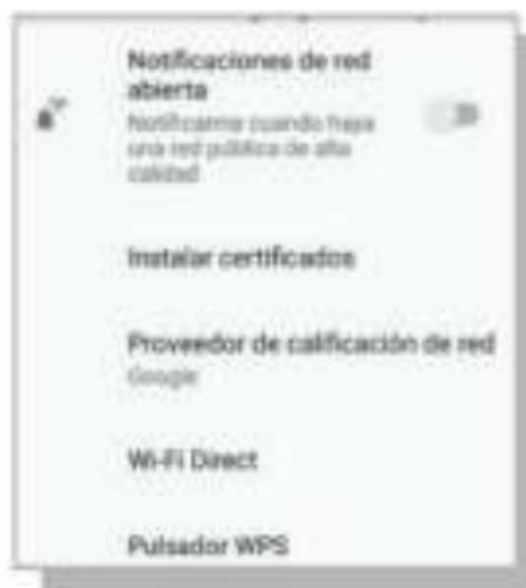 Notificaciones de red
abierta
Notificarme cuando haya
una red pública de alta
calidad
Instalar certificados
Proveedor de calificación de red
Google
Wi-Fi Direct
Pulsador WPS